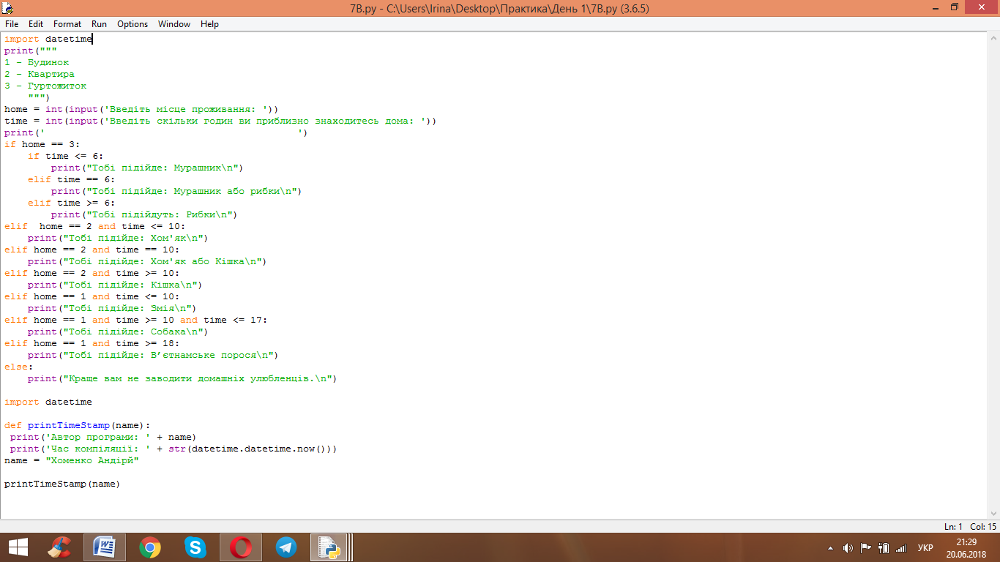 7B.py - C:\Users\Irina\Desktop\Практика\День 1\7B.py (3.6.5)
File Edit Format Run Options Window Help
import datetime
print("""
1 - Будинок
2 - Квартира
3 - Гуртожиток
    """)
home = int(input('Введіть місце проживання: '))
time = int(input('Введіть скільки годин ви приблизно знаходитесь дома: '))
print('                                           ')
if home == 3:
    if time <= 6:
        print("Тобі підійде: Мурашник\n")
    elif time == 6:
        print("Тобі підійде: Мурашник або рибки\n")
    elif time >= 6:
        print("Тобі підійдуть: Рибки\n")
elif  home == 2 and time <= 10:
    print("Тобі підійде: Хом'як\n")
elif home == 2 and time == 10:
    print("Тобі підійде: Хом'як або Кішка\n")
elif home == 2 and time >= 10:
    print("Тобі підійде: Кішка\n")
elif home == 1 and time <= 10:
    print("Тобі підійде: Змія\n")
elif home == 1 and time >= 10 and time <= 17:
    print("Тобі підійде: Собака\n")
elif home == 1 and time >= 18:
    print("Тобі підійде: В’єтнамське порося\n")
else:
    print("Краще вам не заводити домашніх улюбленців.\n")
import datetime
def printTimeStamp(name):
 print('Автор програми: ' + name)
 print('Час компіляції: ' + str(datetime.datetime.now()))
name = "Хоменко Андірй"
printTimeStamp(name)
Ln: 1 Col: 15
УКР
21:29
20.06.2018